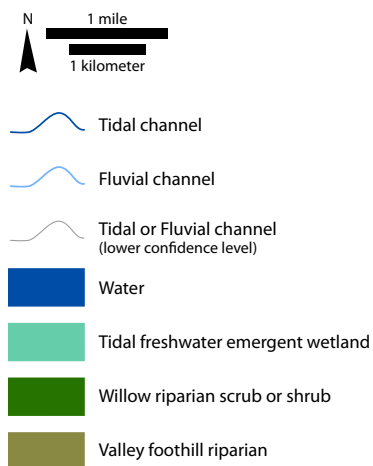 N
1 mile
1 kilometer
Tidal channel
Fluvial channel
Tidal or Fluvial channel
(lower confidence level)
Water
Tidal freshwater emergent wetland
Willow riparian scrub or shrub
Valley foothill riparian